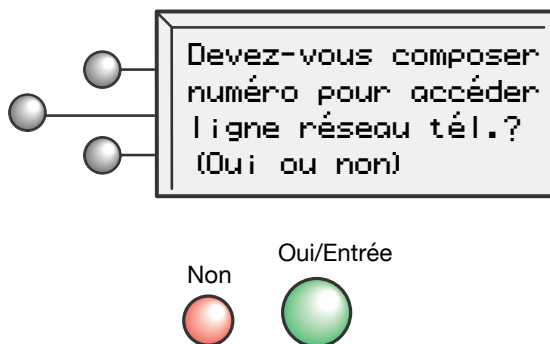 Devez-vous composer
numéro pour accéder
ligne réseau tél.?
(Oui ou non)
Oui/Entrée
Non